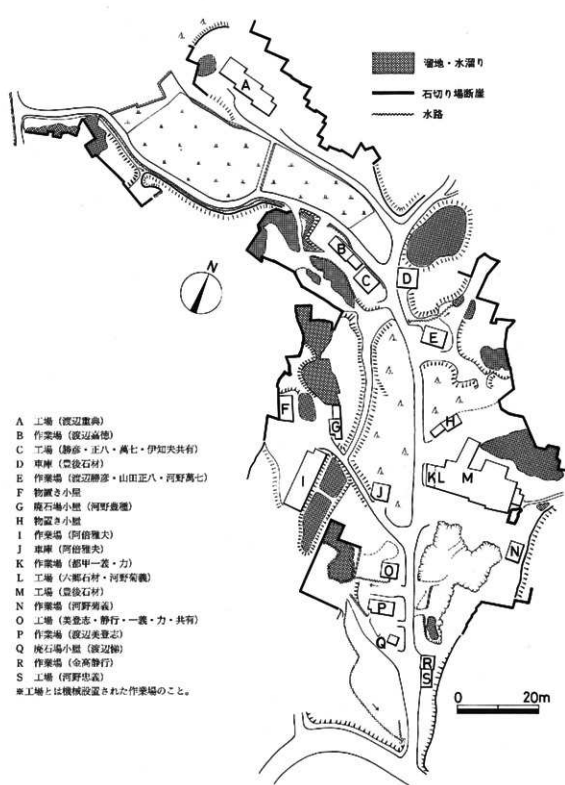 溜地・水溜り
石切り場断崖
水路
A
B
C
D
E
F
G
H
I
J
KL
M
N
O
P
Q
R
S
N
0 20m
A 工場（渡辺重典）
B 作業場（渡辺嘉徳）
C 工場（勝彦・正八・萬七・伊知夫共有）
D 車庫（豊後石材）
E 作業場（渡辺勝彦・山田正八・河野萬七）
F 物置き小屋
G 廃石場小屋（河野豊種）
H 物置き小屋
I 作業場（阿倍雅夫）
J 車庫（阿倍雅夫）
K 作業場（都甲一義・力）
L 工場（六郷石材・河野菊義）
M 工場（豊後石材）
N 作業場（河野菊義）
O 工場（美登志・静行・一義・力・共有）
P 作業場（渡辺美登志）
Q 廃石場小屋（渡辺悌）
R 作業場（金高静行）
S 工場（河野忠義）
※工場とは機械設置された作業場のこと。